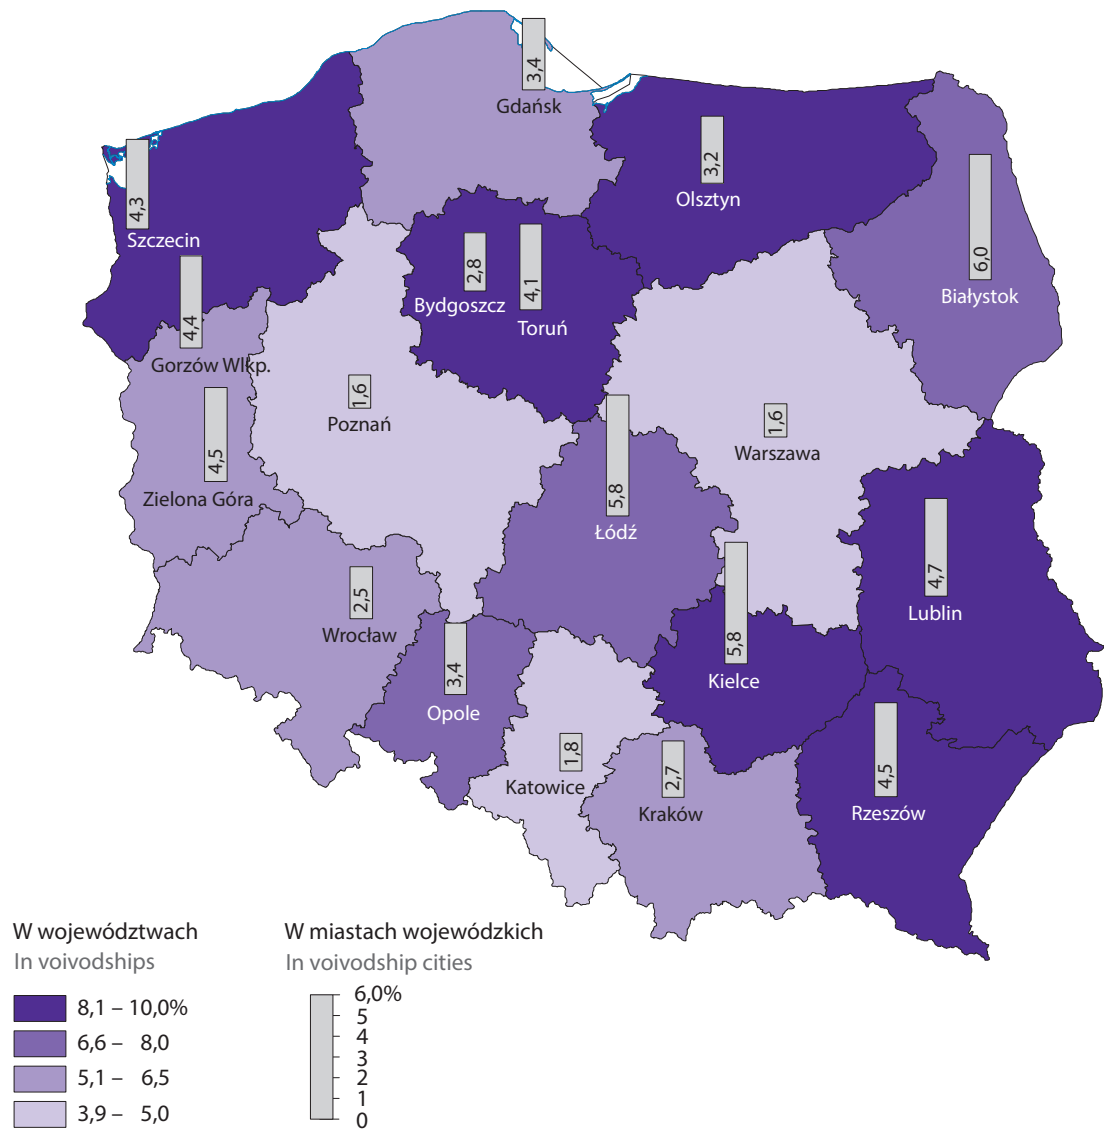 3,4
Gdańsk
3,2
Olsztyn
4,3
Szczecin
6,0
Białystok
2,8
Bydgoszcz
4,1
Toruń
4,4
Gorzów Wlkp.
1,6
Poznań
1,6
Warszawa
4,5
Zielona Góra
5,8
Łódź
4,7
Lublin
2,5
Wrocław
5,8
Kielce
3,4
Opole
1,8
Katowice
2,7
Kraków
4,5
Rzeszów
W województwach
In voivodships
8,1 – 10,0%
6,6 – 8,0
5,1 – 6,5
3,9 – 5,0
W miastach wojewódzkich
In voivodship cities
6,0%
5
4
3
2
1
0